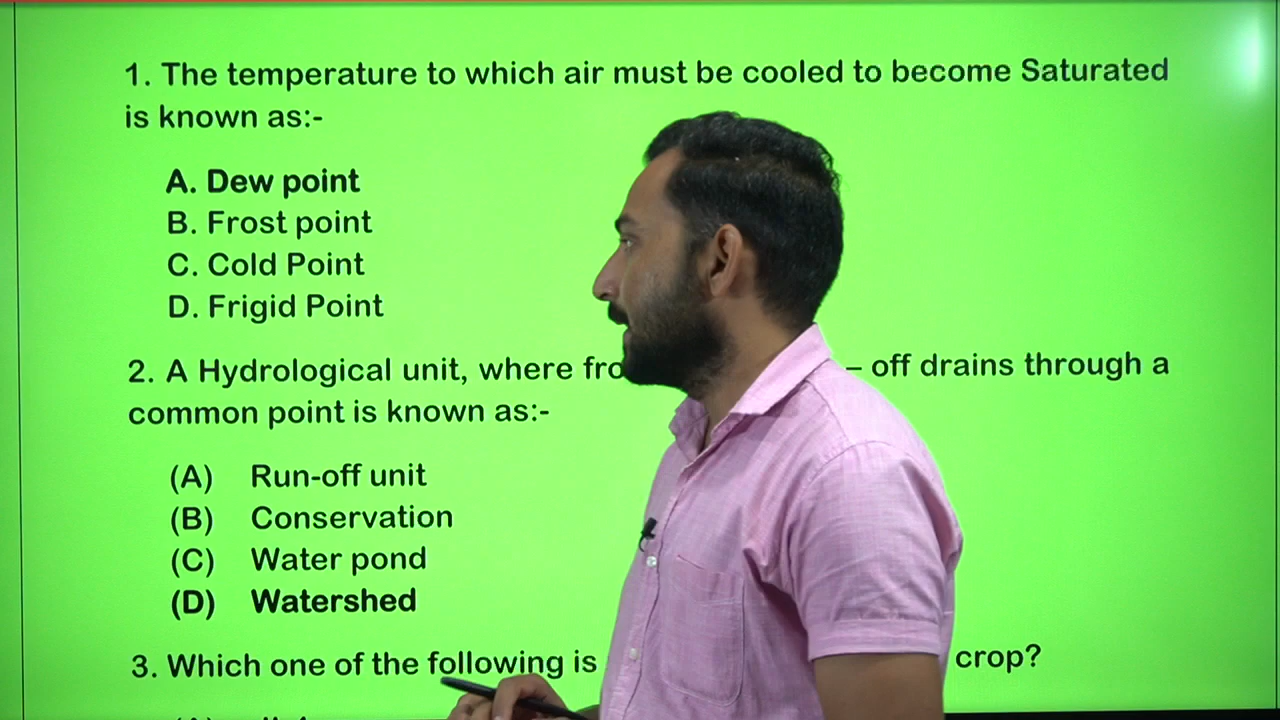 1. The temperature to which air must be cooled to become Saturated
is known as:-
A. Dew point
B. Frost point
C. Cold Point
D. Frigid Point
2. A Hydrological unit, where – off drains through a
common point is known as:-
(A) Run-off unit
(B) Conservation
(C) Water pond
(D) Watershed
3. Which one of the following is crop?